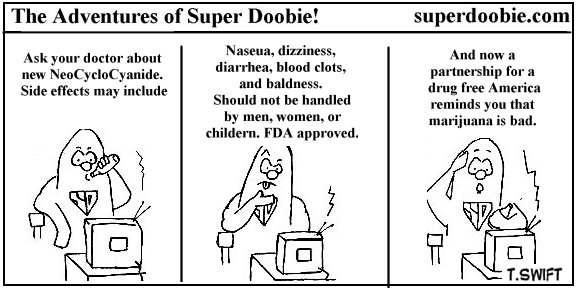 The Adventures of Super Doobie!
superdoobie.com
Ask your doctor about
new NeoCycloCyanide.
Side effects may include
Naseua, dizziness,
diarrhea, blood clots,
and baldness.
Should not be handled
by men, women, or
childern. FDA approved.
And now a
partnership for a
drug free America
reminds you that
marijuana is bad.
T.SWIFT